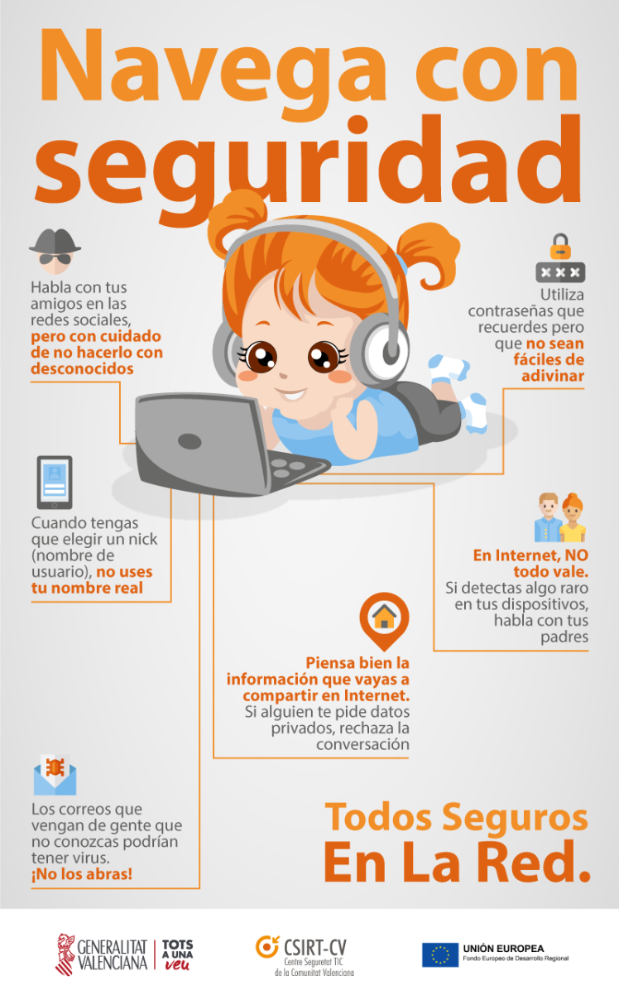 Navega con
seguridad
Habla con tus
amigos en las
redes sociales,
pero con cuidado
de no hacerlo con
desconocidos
xxx
Utiliza
contraseñas que
recuerdes pero
que no sean
fáciles de
adivinar
Cuando tengas
que elegir un nick
(nombre de
usuario), no uses
tu nombre real
En Internet, NO
todo vale.
Si detectas algo raro
en tus dispositivos,
habla con tus
padres
Piensa bien la
información que vayas a
compartir en Internet.
Si alguien te pide datos
privados, rechaza la
conversación
Los correos que
vengan de gente que
no conozcas podrían
tener virus.
¡No los abras!
Todos Seguros
En La Red.
GENERALITAT
VALENCIANA
TOTS
A UNA
veu
CSIRT-CV
Centre Seguretat TIC
de la Comunitat Valenciana
UNIÓN EUROPEA
Fondo Europeo de Desarrollo Regional